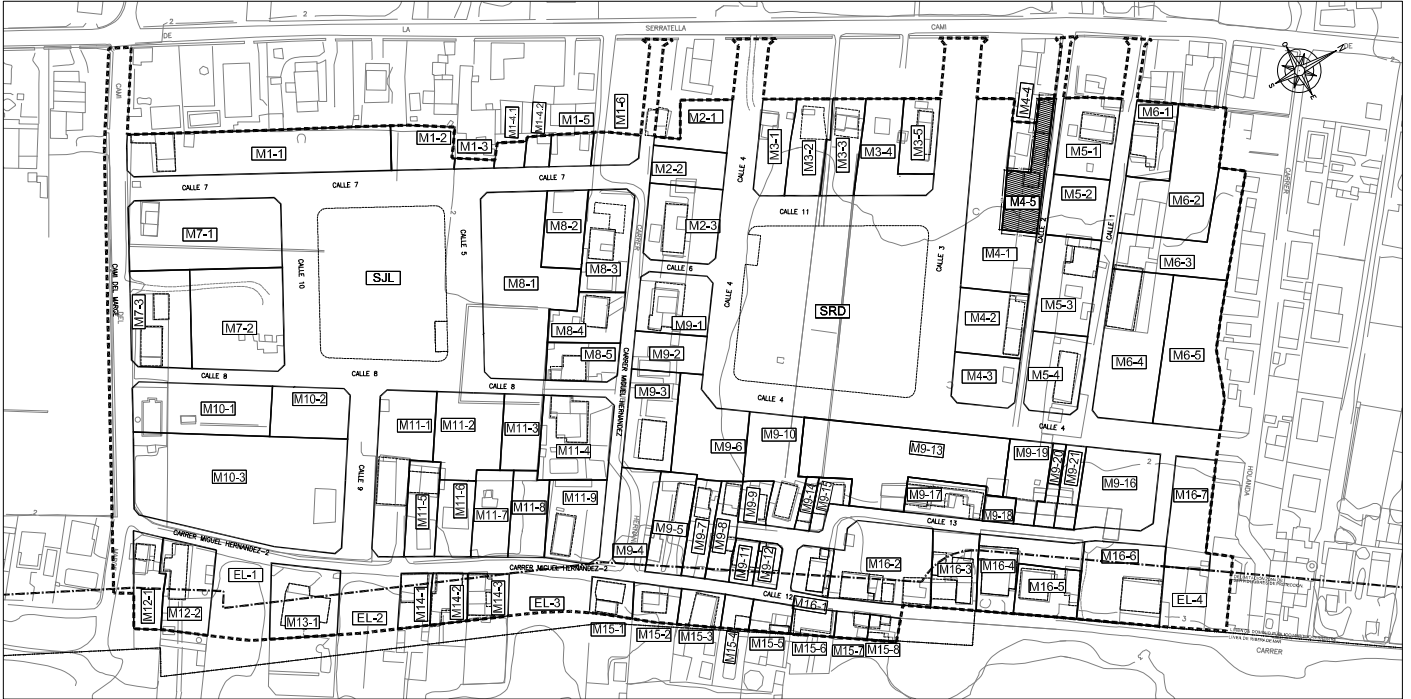 DE
LA
SERRATELLA
CAMI
DE
CAMI
N
O
S
E
M1-1
M1-2
M1-3
M1-4.1
M1-4.2
M1-5
M1-6
M2-1
M2-2
M2-3
M3-1
M3-2
M3-3
M3-4
M3-5
M4-4
M4-5
M5-1
M5-2
M6-1
M6-2
M6-3
CALLE 7
CALLE 7
CALLE 7
CALLE 4
CALLE 11
CALLE 3
CALLE 2
CALLE 1
CARRER
M7-1
M7-2
M7-3
CAMI DEL MARGE
DEL
CALLE 10
SJL
CALLE 5
M8-1
M8-2
M8-3
M8-4
M8-5
CARRER
CALLE 6
CALLE 4
M9-1
M9-2
M9-3
SRD
M4-1
M4-2
M4-3
M5-3
M5-4
M6-4
M6-5
CALLE 8
CALLE 8
CALLE 8
CARRER MIGUEL HERNANDEZ
CALLE 4
CALLE 4
M10-1
M10-2
M10-3
CALLE 9
M11-1
M11-2
M11-3
M11-4
M11-5
M11-6
M11-7
M11-8
M11-9
M9-6
M9-10
M9-13
M9-19
M9-20
M9-21
M9-16
M16-7
HOLANDA
M9-5
M9-7
M9-8
M9-9
M9-14
M9-15
M9-17
M9-18
M9-4
M9-11
M9-12
HERNAN
CALLE 13
CARRER MIGUEL HERNANDEZ-2
CARRER MIGUEL HERNANDEZ-2
CALLE 12
M12-1
M12-2
EL-1
M13-1
EL-2
M14-1
M14-2
M14-3
EL-3
M16-1
M16-2
M16-3
M16-4
M16-5
M16-6
EL-4
M15-1
M15-2
M15-3
M15-4
M15-5
M15-6
M15-7
M15-8
CARRER